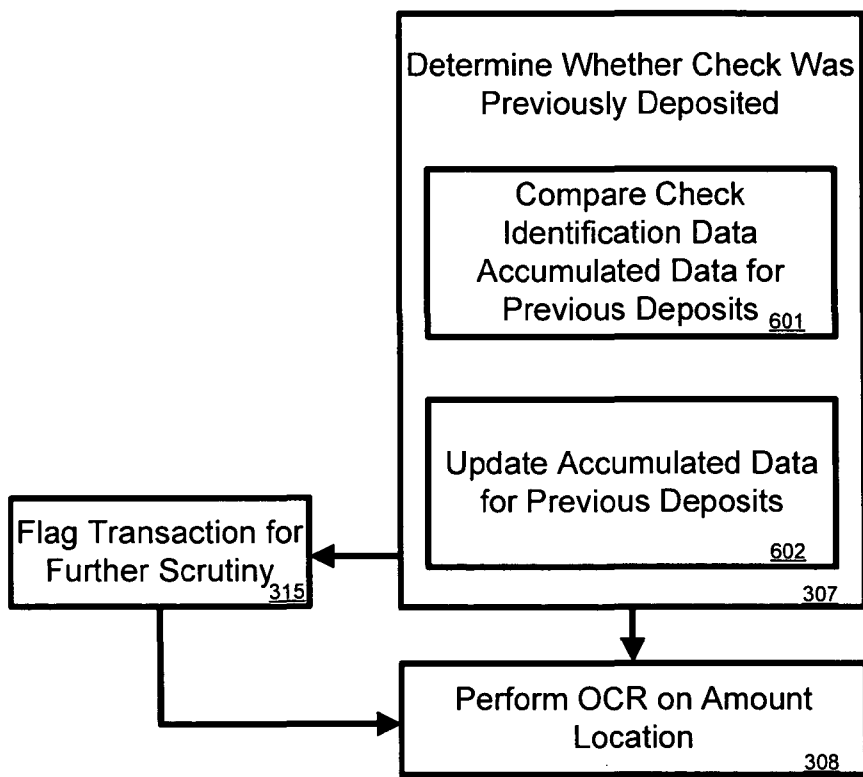 Determine Whether Check Was
Previously Deposited
Compare Check
Identification Data
Accumulated Data for
Previous Deposits
601
Update Accumulated Data
for Previous Deposits
602
307
Flag Transaction for
Further Scrutiny
315
Perform OCR on Amount
Location
308